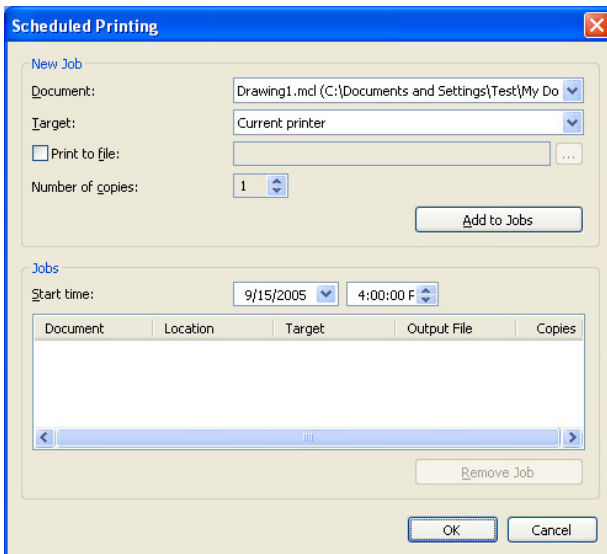 Scheduled Printing
New Job
Document: Drawing1.mcl (C:\Documents and Settings\Test\My Do
Target: Current printer
Print to file: ...
Number of copies: 1
Add to Jobs
Jobs
Start time: 9/15/2005 4:00:00 F
Document Location Target Output File Copies
Remove Job
OK Cancel